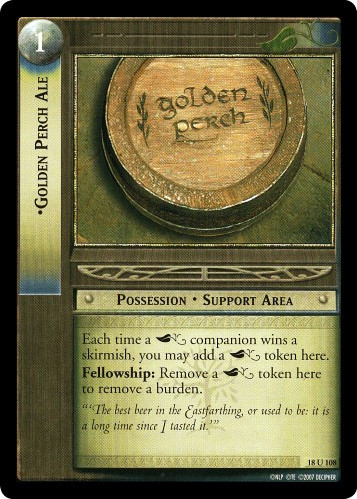 1
•Golden Perch Ale
golden
perch
Possession • Support Area
Each time a companion wins a
skirmish, you may add a token here.
Fellowship: Remove a token here
to remove a burden.
“‘The best beer in the Eastfarthing, or used to be: it
is a long time since I tasted it.’”
18 U 108
©NLP ©TE ©2007 DECIPHER